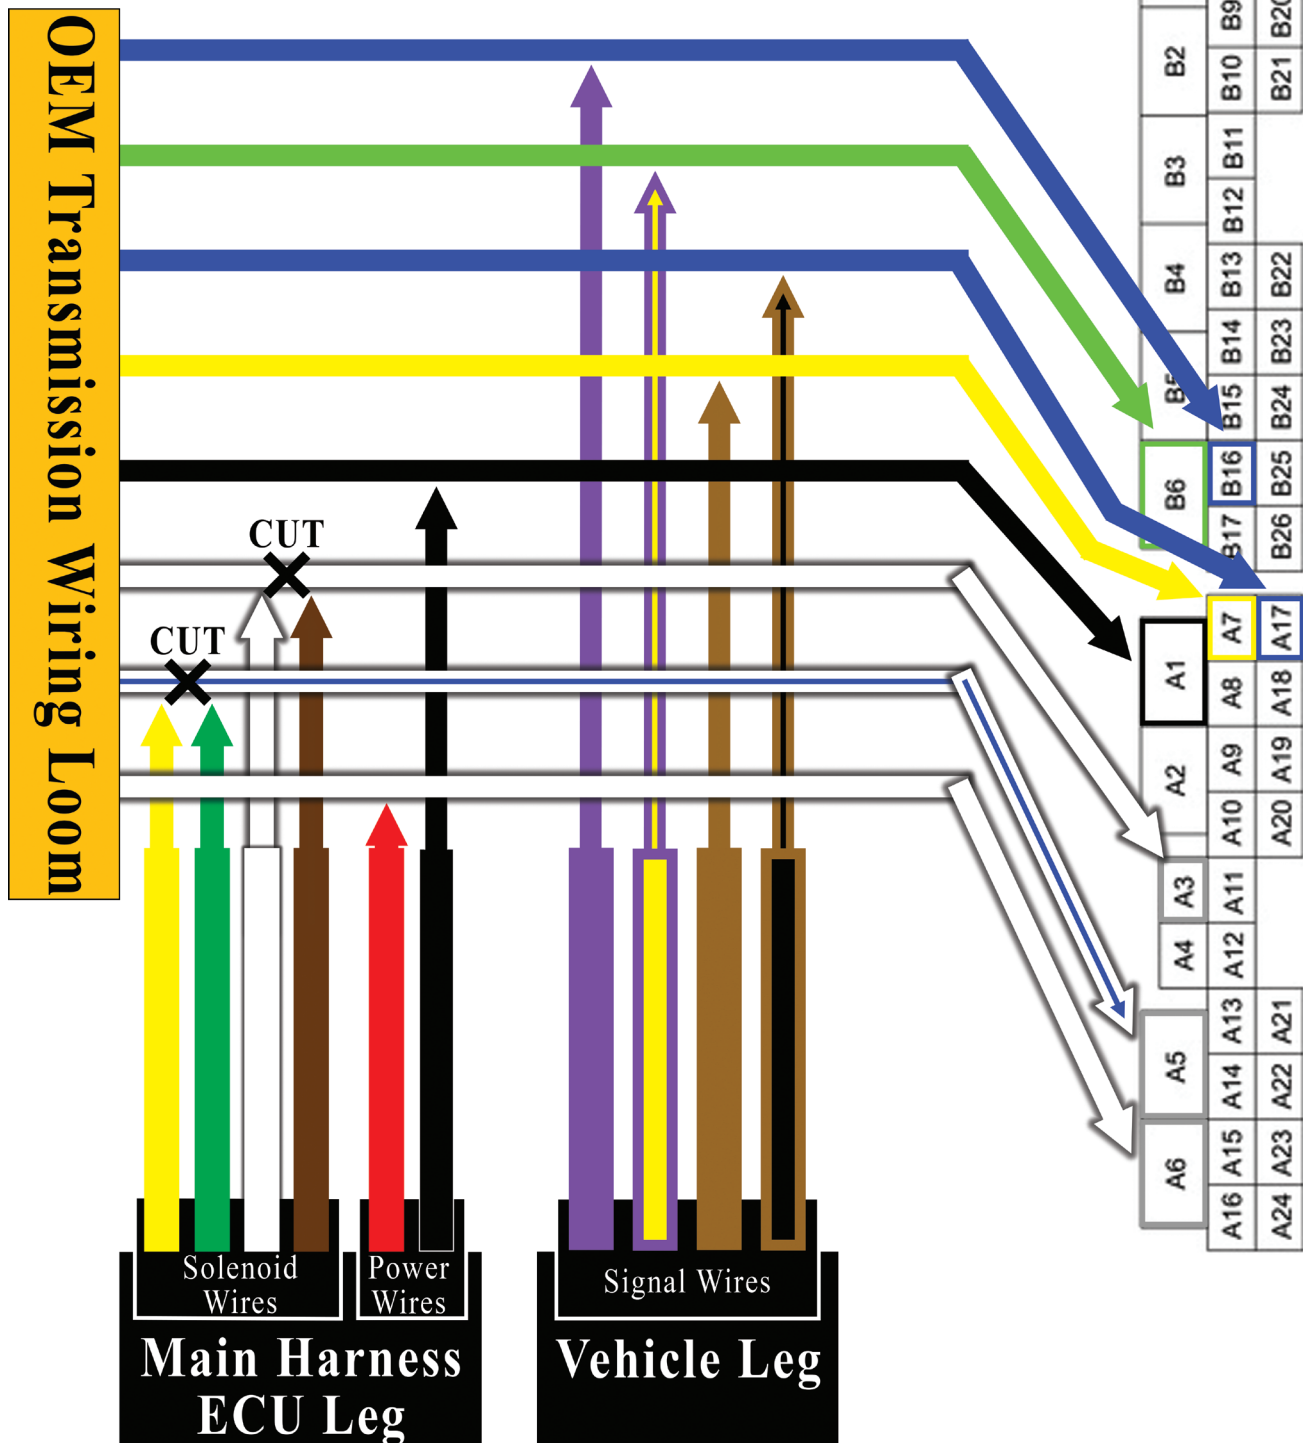 OEM Transmission Wiring Loom
CUT
CUT
Solenoid
Wires
Power
Wires
Signal Wires
Main Harness
ECU Leg
Vehicle Leg
B2
B3
B4
B5
B6
B9
B10
B11
B12
B13
B14
B15
B16
B17
B20
B21
B22
B23
B24
B25
B26
A1
A2
A3
A4
A5
A6
A7
A8
A9
A10
A11
A12
A13
A14
A15
A16
A17
A18
A19
A20
A21
A22
A23
A24